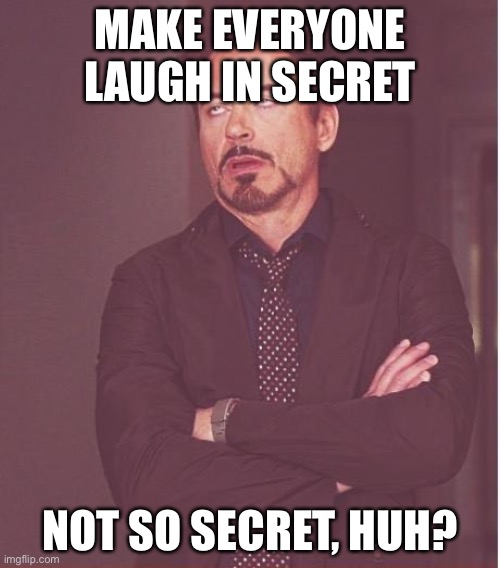 MAKE EVERYONE
LAUGH IN SECRET
NOT SO SECRET, HUH?
imgflip.com